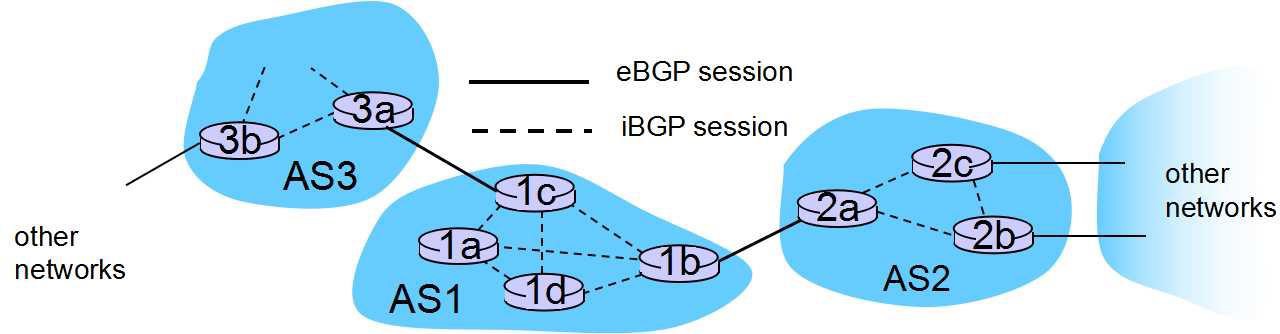 eBGP session
iBGP session
3a
3b
AS3
other
networks
1c
1a
1b
1d
AS1
2c
2a
2b
AS2
other
networks